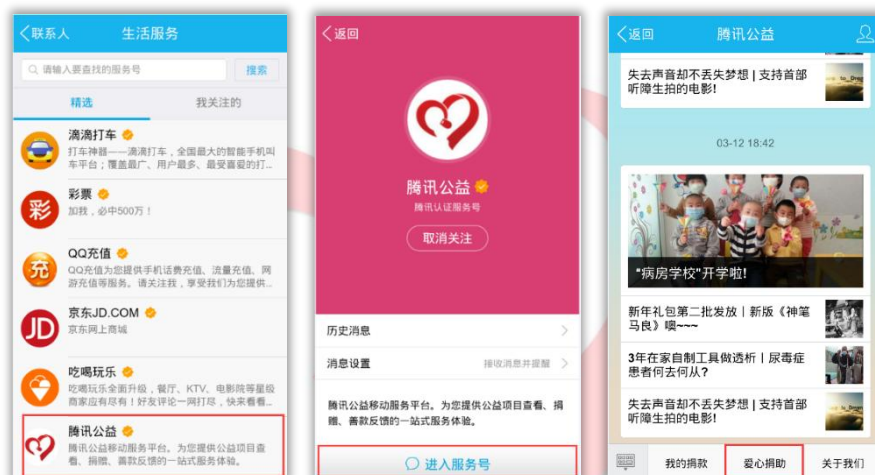 联系人
生活服务
请输入要查找的服务号
搜索
精选
我关注的
滴滴打车
打车神器——滴滴打车，全国最大的智能手机叫
车平台；覆盖最广、用户最多、最受喜爱的打...
彩票
彩
加我，必中500万！
QQ充值
充
QQ充值为您提供手机话费充值、流量充值、网
游充值等服务。请关注我，享受我们为您提供...
京东JD.COM
JD
京东网上商城
吃喝玩乐
吃喝玩乐全面升级，餐厅、KTV、电影院等星级
商家应有尽有！好友评论一网打尽，快来看看...
腾讯公益
腾讯公益移动服务平台。为您提供公益项目查
看、捐赠、善款反馈的一站式服务体验。
返回
腾讯公益
腾讯认证服务号
取消关注
历史消息
消息设置
接收消息并提醒
腾讯公益移动服务平台。为您提供公益项目查看、捐
赠、善款反馈的一站式服务体验。
进入服务号
返回
腾讯公益
失去声音却不丢失梦想 | 支持首部
听障生拍的电影!
03-12 18:42
“病房学校”开学啦!
新年礼包第二批发放 | 新版《神笔
马良》噢~~~
3年在家自制工具做透析 | 尿毒症
患者何去何从?
失去声音却不丢失梦想 | 支持首部
听障生拍的电影!
我的捐款
爱心捐助
关于我们